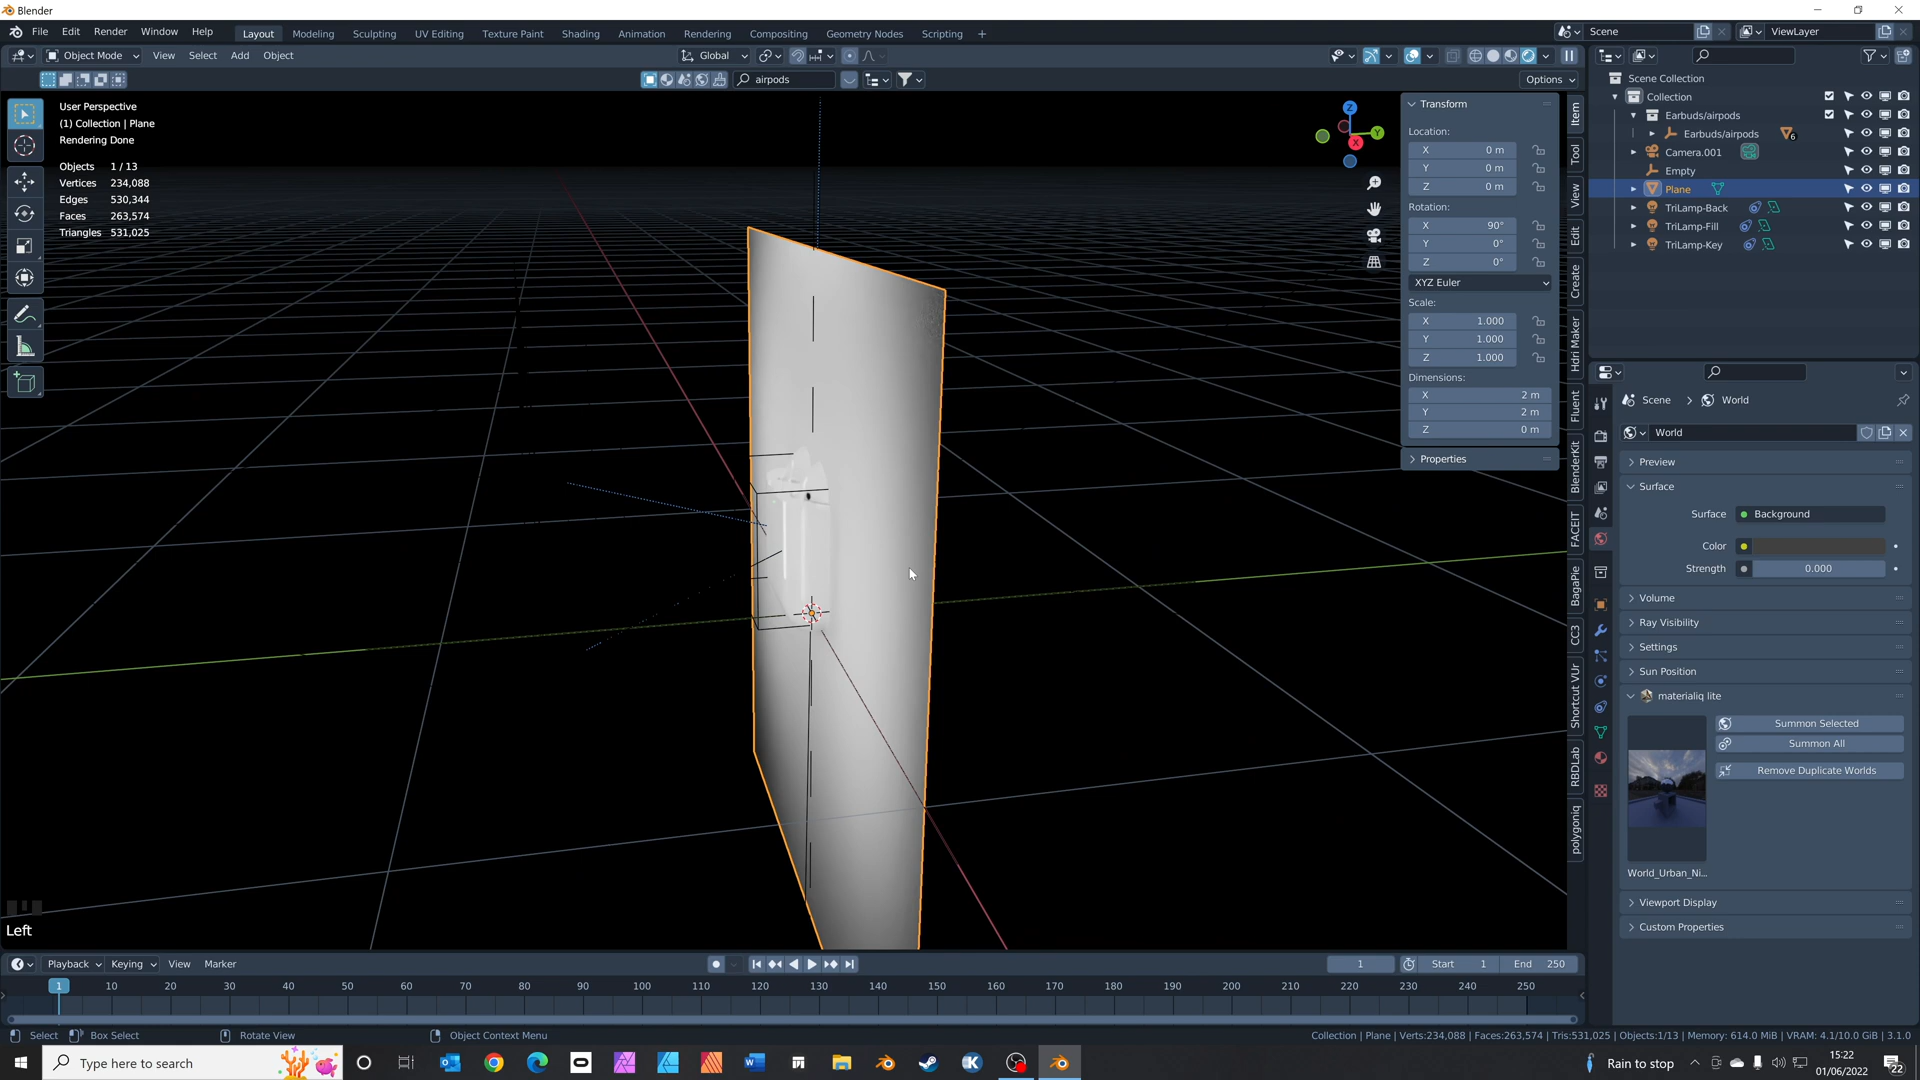 Blender
File Edit Render Window Help
Layout Modeling Sculpting UV Editing Texture Paint Shading Animation Rendering Compositing Geometry Nodes Scripting +
Scene
ViewLayer
Object Mode View Select Add Object
Global
airpods
Options
User Perspective
(1) Collection | Plane
Rendering Done
Objects 1 / 13
Vertices 234,088
Edges 530,344
Faces 263,574
Triangles 531,025
Z
Y
X
Transform
Location:
X 0 m
Y 0 m
Z 0 m
Rotation:
X 90°
Y 0°
Z 0°
XYZ Euler
Scale:
X 1.000
Y 1.000
Z 1.000
Dimensions:
X 2 m
Y 2 m
Z 0 m
Properties
Item
Tool
View
Edit
Create
Hdri Maker
Fluent
BlenderKit
FACEIT
BagaPie
CC3
Shortcut VUr
RBDLab
polygoniq
Scene Collection
Collection
Earbuds/airpods
Earbuds/airpods 6
Camera.001
Empty
Plane
TriLamp-Back
TriLamp-Fill
TriLamp-Key
Scene > World
World
Preview
Surface
Surface Background
Color
Strength 0.000
Volume
Ray Visibility
Settings
Sun Position
materialiq lite
Summon Selected
Summon All
Remove Duplicate Worlds
World_Urban_Ni...
Viewport Display
Custom Properties
Left
Playback Keying View Marker
1 Start 1 End 250
1 10 20 30 40 50 60 70 80 90 100 110 120 130 140 150 160 170 180 190 200 210 220 230 240 250
Select Box Select Rotate View Object Context Menu
Collection | Plane | Verts:234,088 | Faces:263,574 | Tris:531,025 | Objects:1/13 | Memory: 614.0 MiB | VRAM: 4.1/10.0 GiB | 3.1.0
Type here to search
Rain to stop
15:22
01/06/2022
22